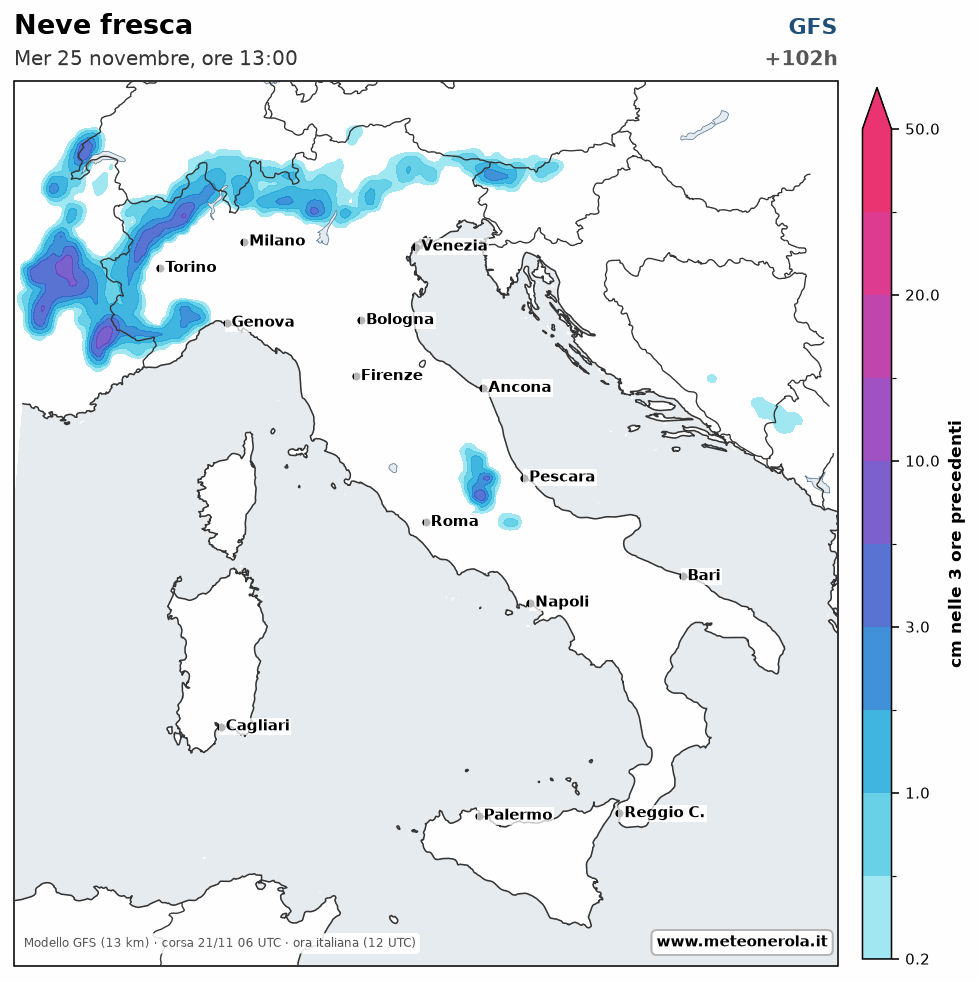 Neve fresca
GFS
Mer 25 novembre, ore 13:00
+102h
50.0
20.0
10.0
3.0
1.0
0.2
cm nelle 3 ore precedenti
Milano
Venezia
Torino
Genova
Bologna
Firenze
Ancona
Pescara
Roma
Bari
Napoli
Cagliari
Palermo
Reggio C.
Modello GFS (13 km) · corsa 21/11 06 UTC · ora italiana (12 UTC)
www.meteonerola.it